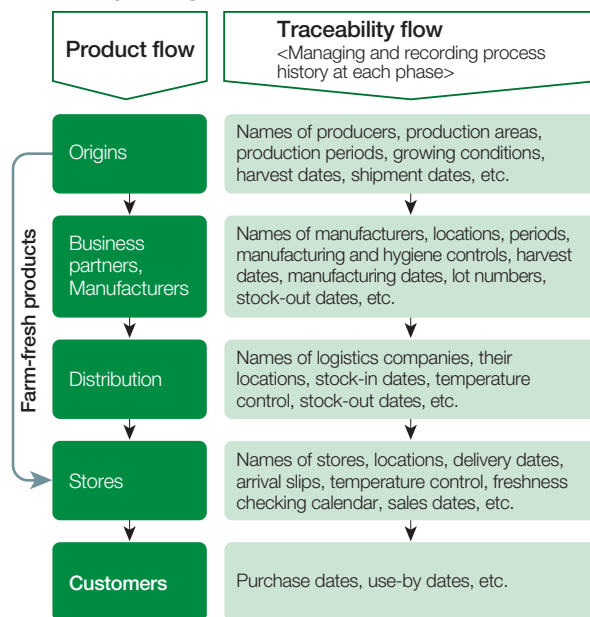 Product flow
Traceability flow
<Managing and recording process
history at each phase>
Origins
Names of producers, production areas,
production periods, growing conditions,
harvest dates, shipment dates, etc.
Farm-fresh products
Business
partners,
Manufacturers
Names of manufacturers, locations, periods,
manufacturing and hygiene controls, harvest
dates, manufacturing dates, lot numbers,
stock-out dates, etc.
Distribution
Names of logistics companies, their
locations, stock-in dates, temperature
control, stock-out dates, etc.
Stores
Names of stores, locations, delivery dates,
arrival slips, temperature control, freshness
checking calendar, sales dates, etc.
Customers
Purchase dates, use-by dates, etc.